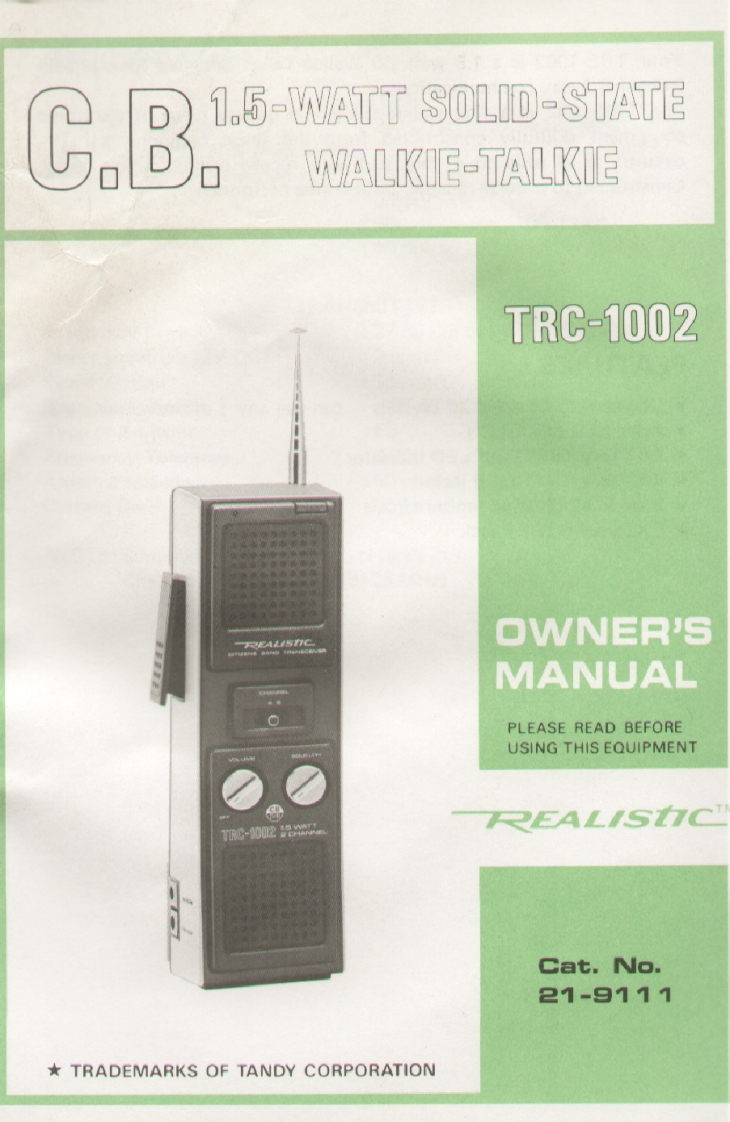 C.B. 1.5-WATT SOLID-STATE
WALKIE-TALKIE
TRC-1002
REALISTIC
CITIZENS BAND TRANSCEIVER
CHANNEL
A B
VOLUME
SQUELCH
OFF
TRC-1002 1.5 WATT
2 CHANNEL
OWNER'S
MANUAL
PLEASE READ BEFORE
USING THIS EQUIPMENT
REALISTIC™
Cat. No.
21-9111
★ TRADEMARKS OF TANDY CORPORATION